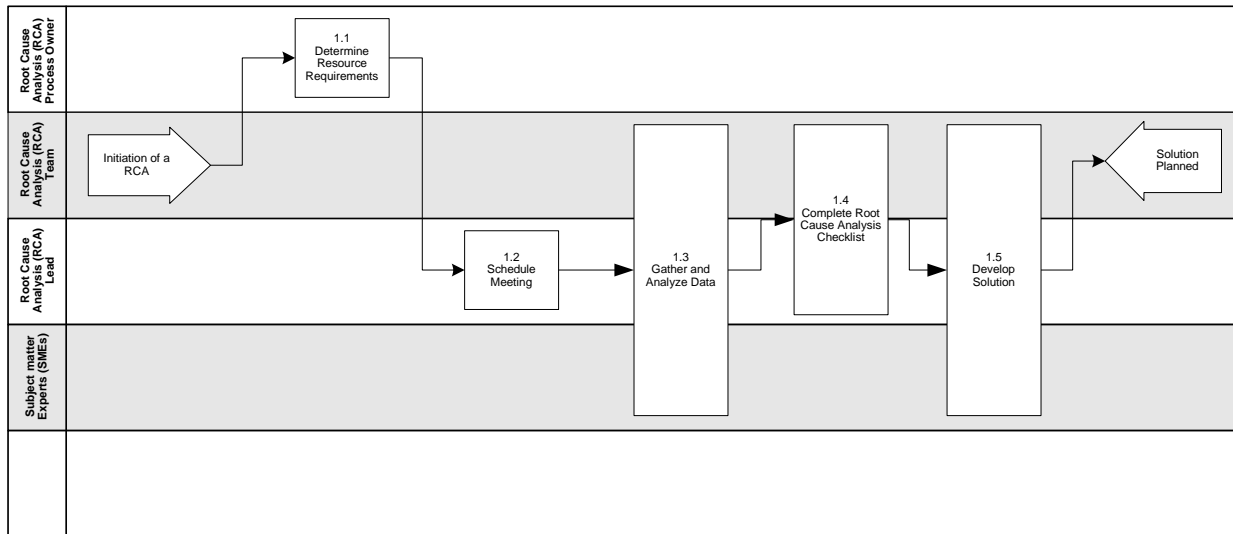 Root Cause
Analysis (RCA)
Process Owner
1.1
Determine
Resource
Requirements
Root Cause
Analysis (RCA)
Team
Initiation of a
RCA
Solution
Planned
Root Cause
Analysis (RCA)
Lead
1.2
Schedule
Meeting
1.3
Gather and
Analyze Data
1.4
Complete Root
Cause Analysis
Checklist
1.5
Develop
Solution
Subject matter
Experts (SMEs)